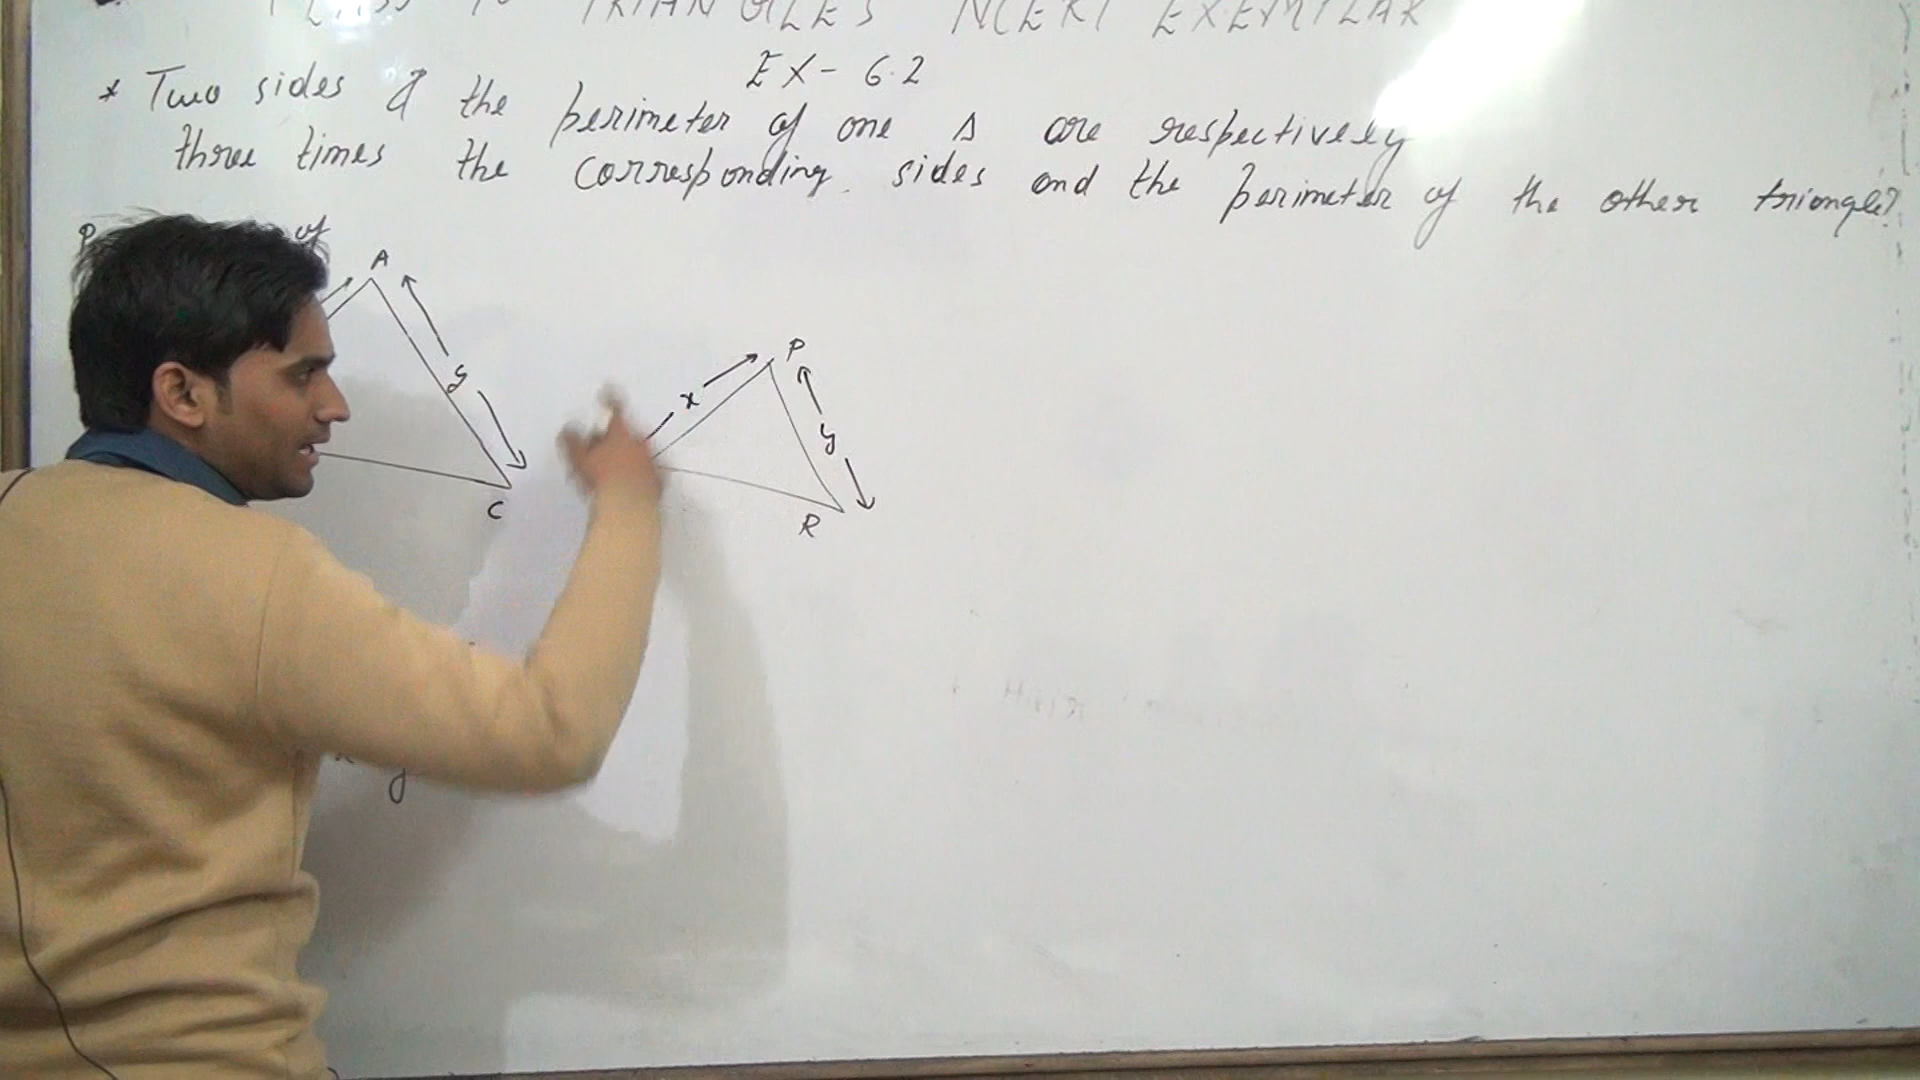 CLASS 10 TRIANGLES NCERT EXEMPLAR
EX- 6.2
* Two sides & the perimeter of one Δ are respectively
three times the corresponding sides and the perimeter of the other triangle?
of
A
y
C
P
x
y
R